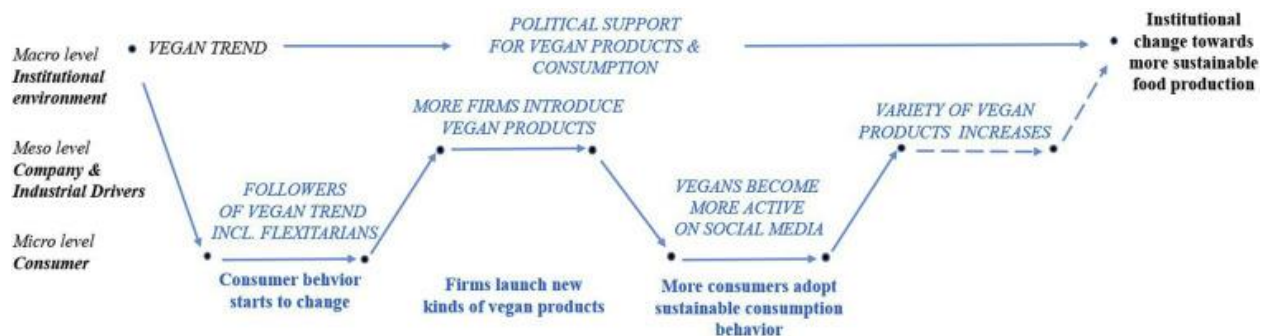 Macro level
Institutional
environment
VEGAN TREND
POLITICAL SUPPORT
FOR VEGAN PRODUCTS &
CONSUMPTION
Institutional
change towards
more sustainable
food production
Meso level
Company &
Industrial Drivers
MORE FIRMS INTRODUCE
VEGAN PRODUCTS
VARIETY OF VEGAN
PRODUCTS INCREASES
Micro level
Consumer
FOLLOWERS
OF VEGAN TREND
INCL. FLEXITARIANS
VEGANS BECOME
MORE ACTIVE
ON SOCIAL MEDIA
Consumer behvior
starts to change
Firms launch new
kinds of vegan products
More consumers adopt
sustainable consumption
behavior